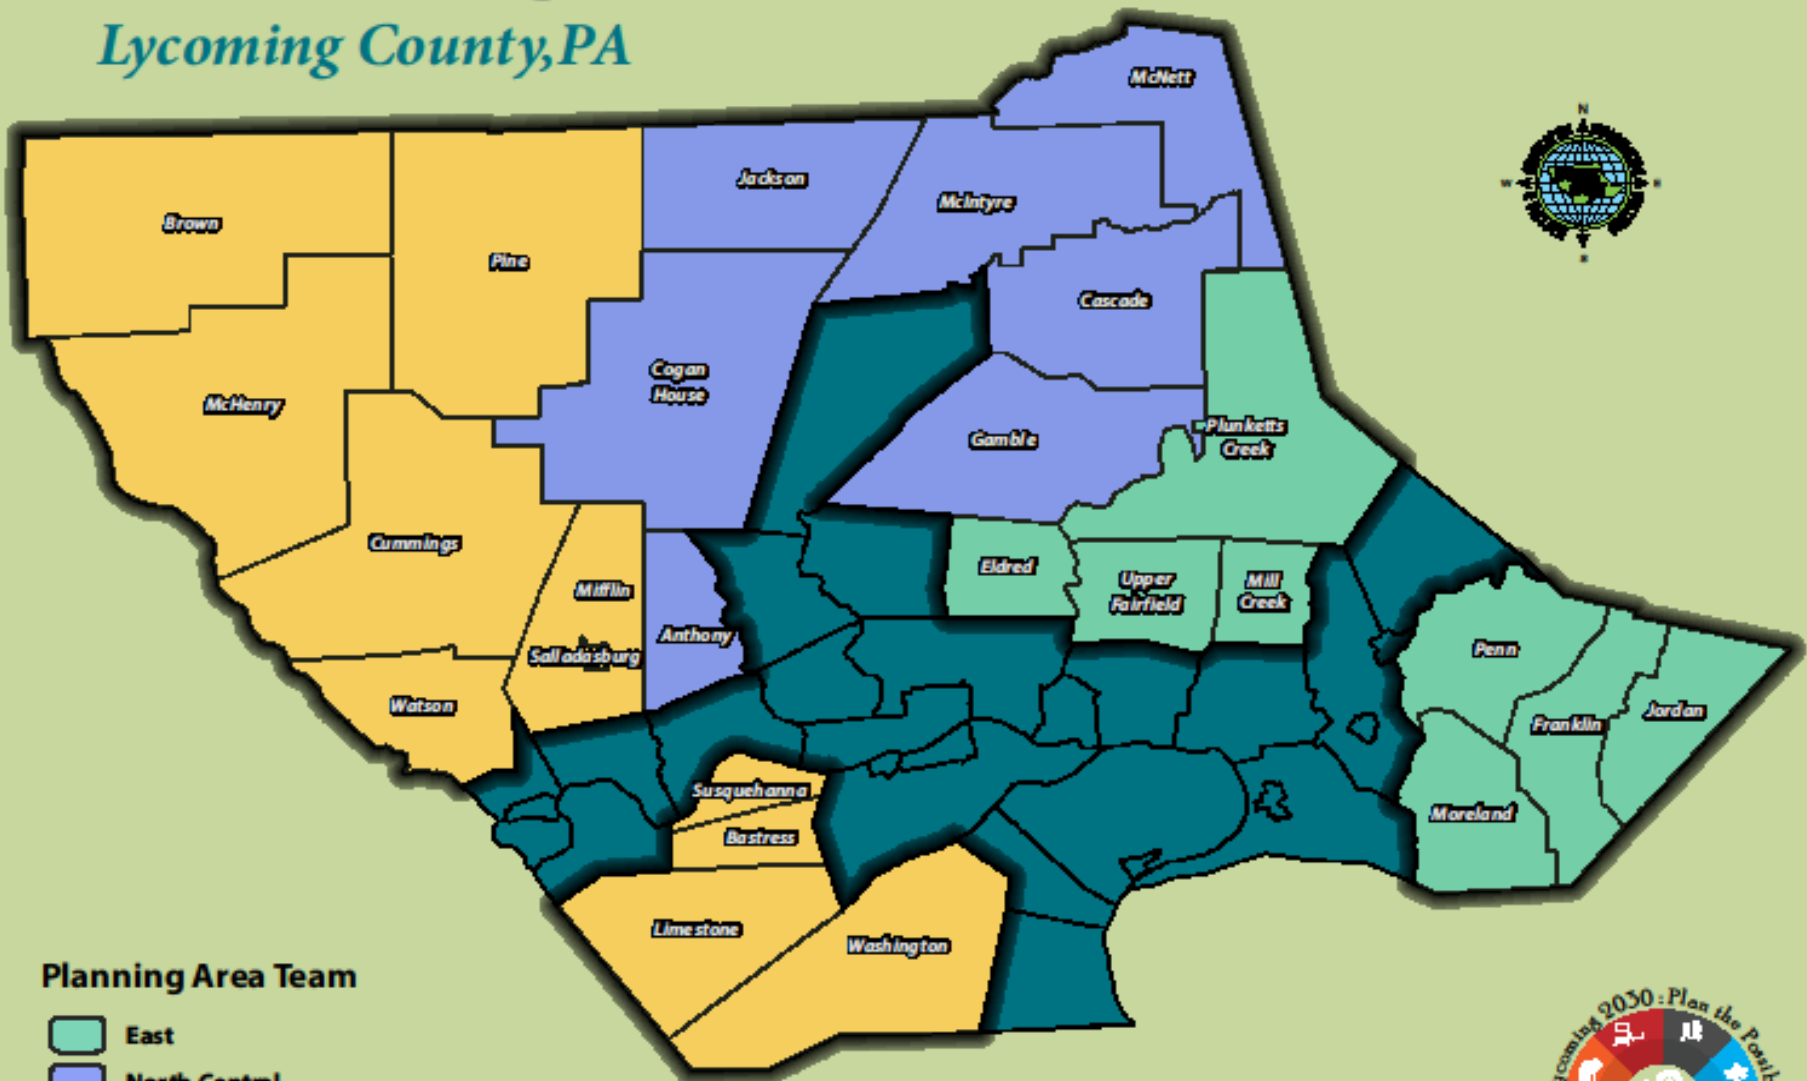 Lycoming County,PA
McNett
N
Jackson
W
E
McIntyre
Brown
S
Pine
Cascade
Cogan
House
McHenry
Plunketts
Creek
Gamble
Cummings
Eldred
Upper
Fairfield
Mill
Creek
Mifflin
Anthony
Salladasburg
Penn
Watson
Jordan
Franklin
Susquehanna
Moreland
Bastress
Limestone
Washington
Planning Area Team
East
North Central
2030: Plan the